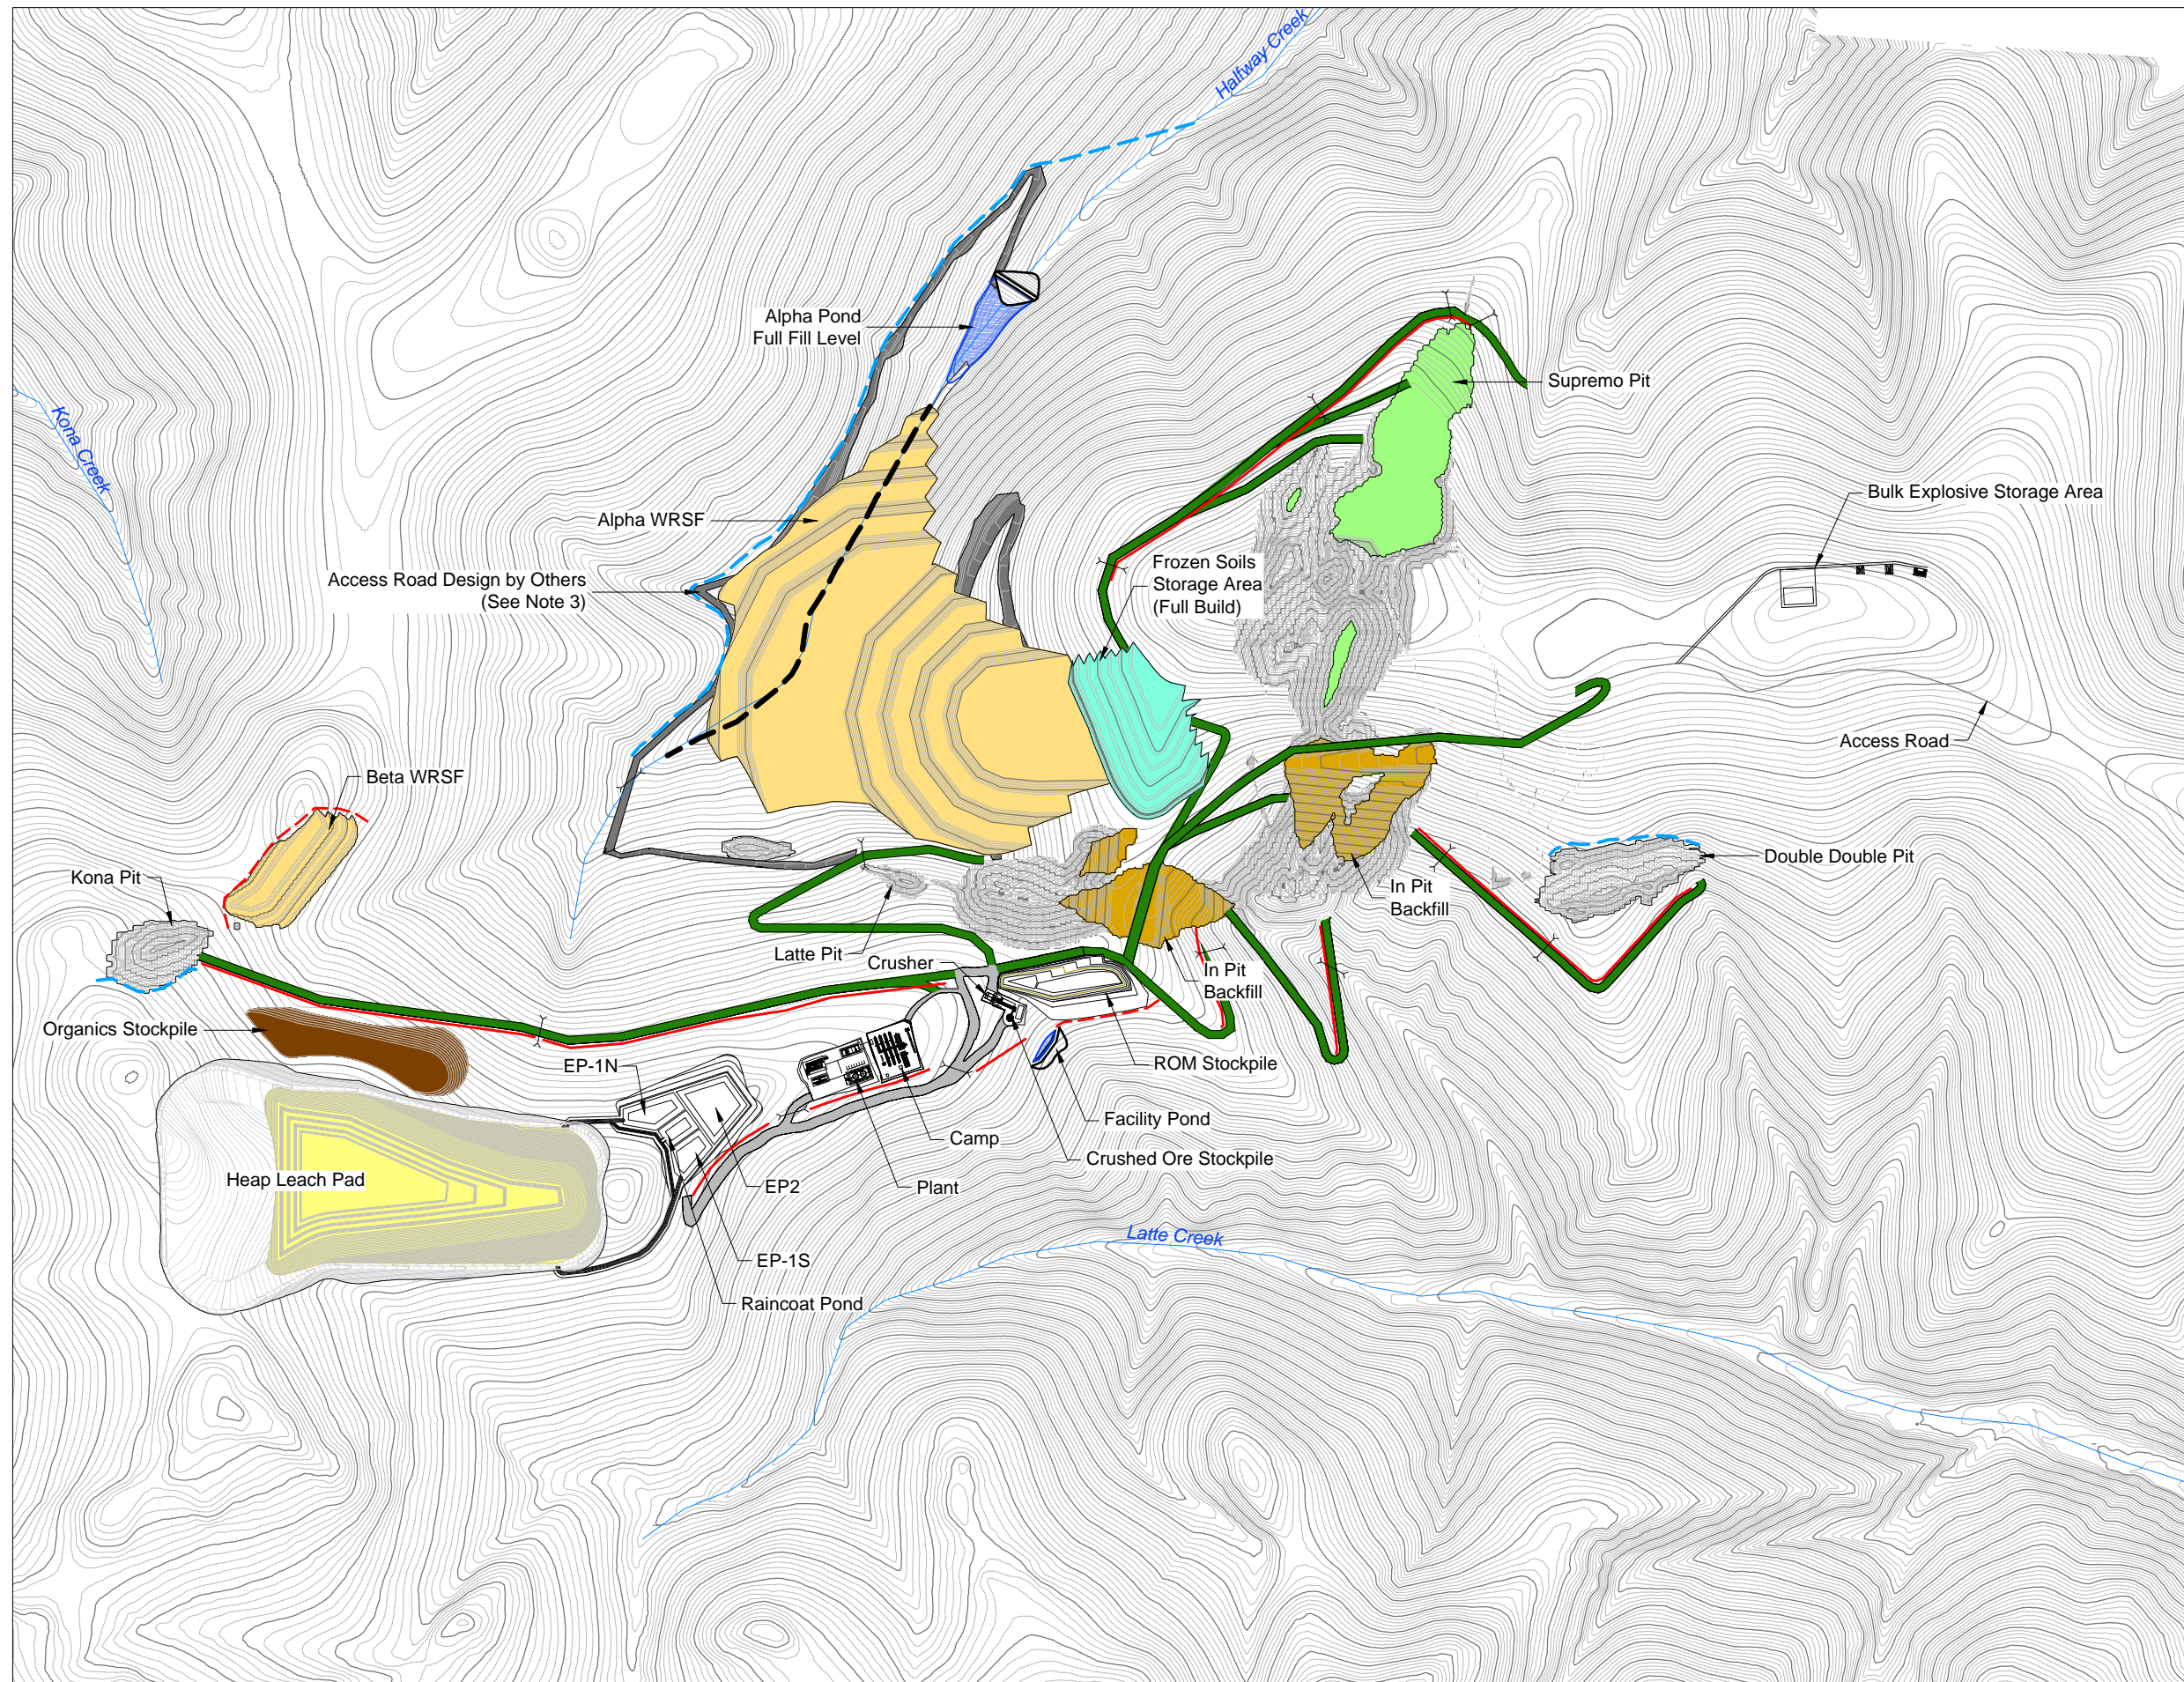 Halfway Creek
Alpha Pond
Full Fill Level
Supremo Pit
Kona Creek
Bulk Explosive Storage Area
Alpha WRSF
Frozen Soils
Storage Area
(Full Build)
Access Road Design by Others
(See Note 3)
Access Road
Beta WRSF
Double Double Pit
Kona Pit
In Pit
Backfill
Latte Pit
Crusher
In Pit
Backfill
Organics Stockpile
EP-1N
ROM Stockpile
Facility Pond
Camp
Crushed Ore Stockpile
Heap Leach Pad
EP2
Plant
Latte Creek
EP-1S
Raincoat Pond